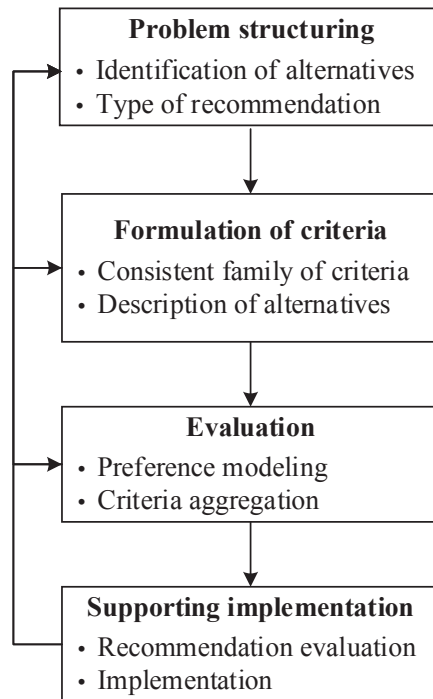 Problem structuring
• Identification of alternatives
• Type of recommendation
Formulation of criteria
• Consistent family of criteria
• Description of alternatives
Evaluation
• Preference modeling
• Criteria aggregation
Supporting implementation
• Recommendation evaluation
• Implementation